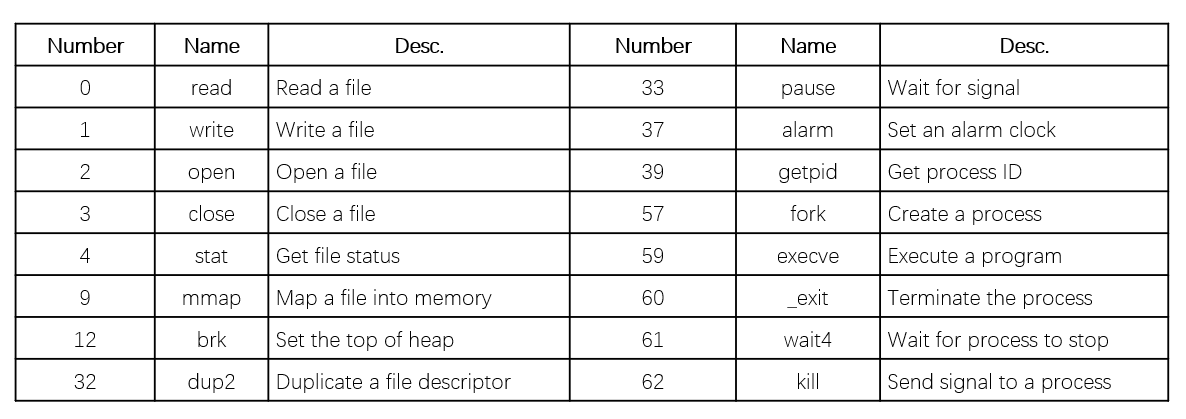 Number Name Desc. Number Name Desc.
0 read Read a file 33 pause Wait for signal
1 write Write a file 37 alarm Set an alarm clock
2 open Open a file 39 getpid Get process ID
3 close Close a file 57 fork Create a process
4 stat Get file status 59 execve Execute a program
9 mmap Map a file into memory 60 _exit Terminate the process
12 brk Set the top of heap 61 wait4 Wait for process to stop
32 dup2 Duplicate a file descriptor 62 kill Send signal to a process